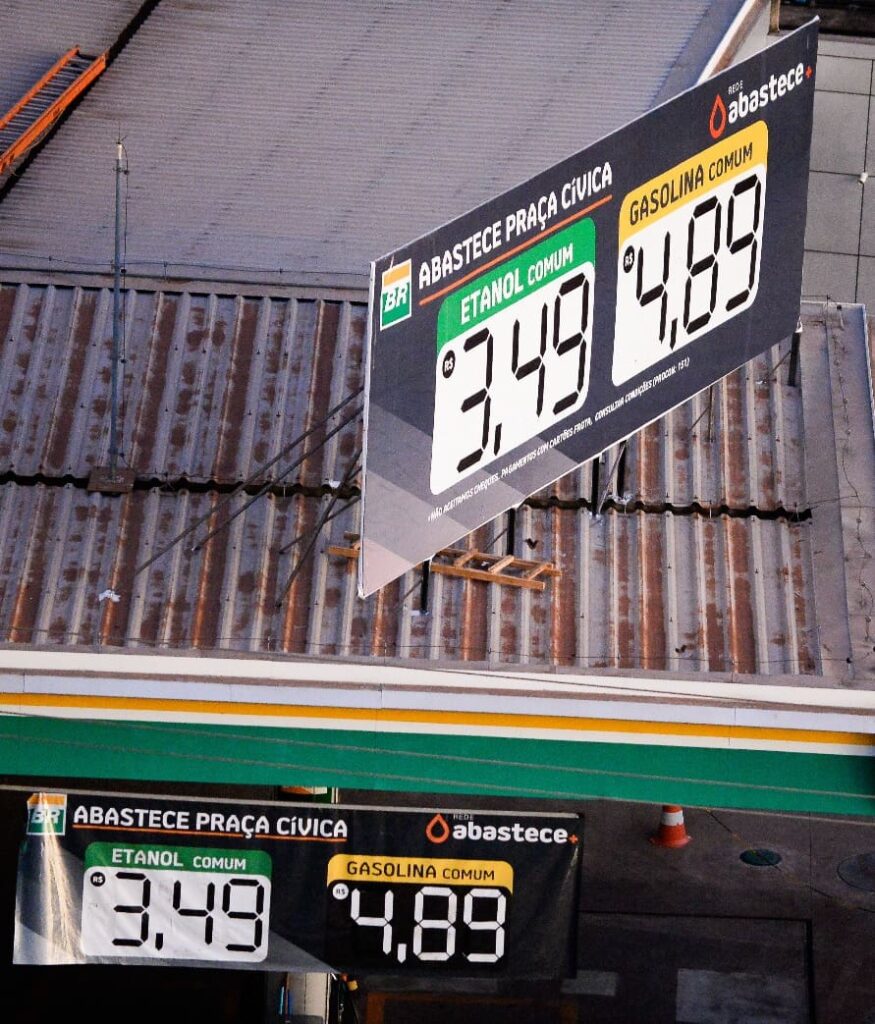 REDE
abastece+
BR
ABASTECE PRAÇA CÍVICA
ETANOL COMUM
R$ 3,49
GASOLINA COMUM
R$ 4,89
*NÃO ACEITAMOS CHEQUES. PAGAMENTOS COM CARTÕES FROTA, CONSULTAR CONDIÇÕES (PROCON: 151)
BR
ABASTECE PRAÇA CÍVICA
REDE
abastece+
ETANOL COMUM
R$ 3,49
GASOLINA COMUM
R$ 4,89